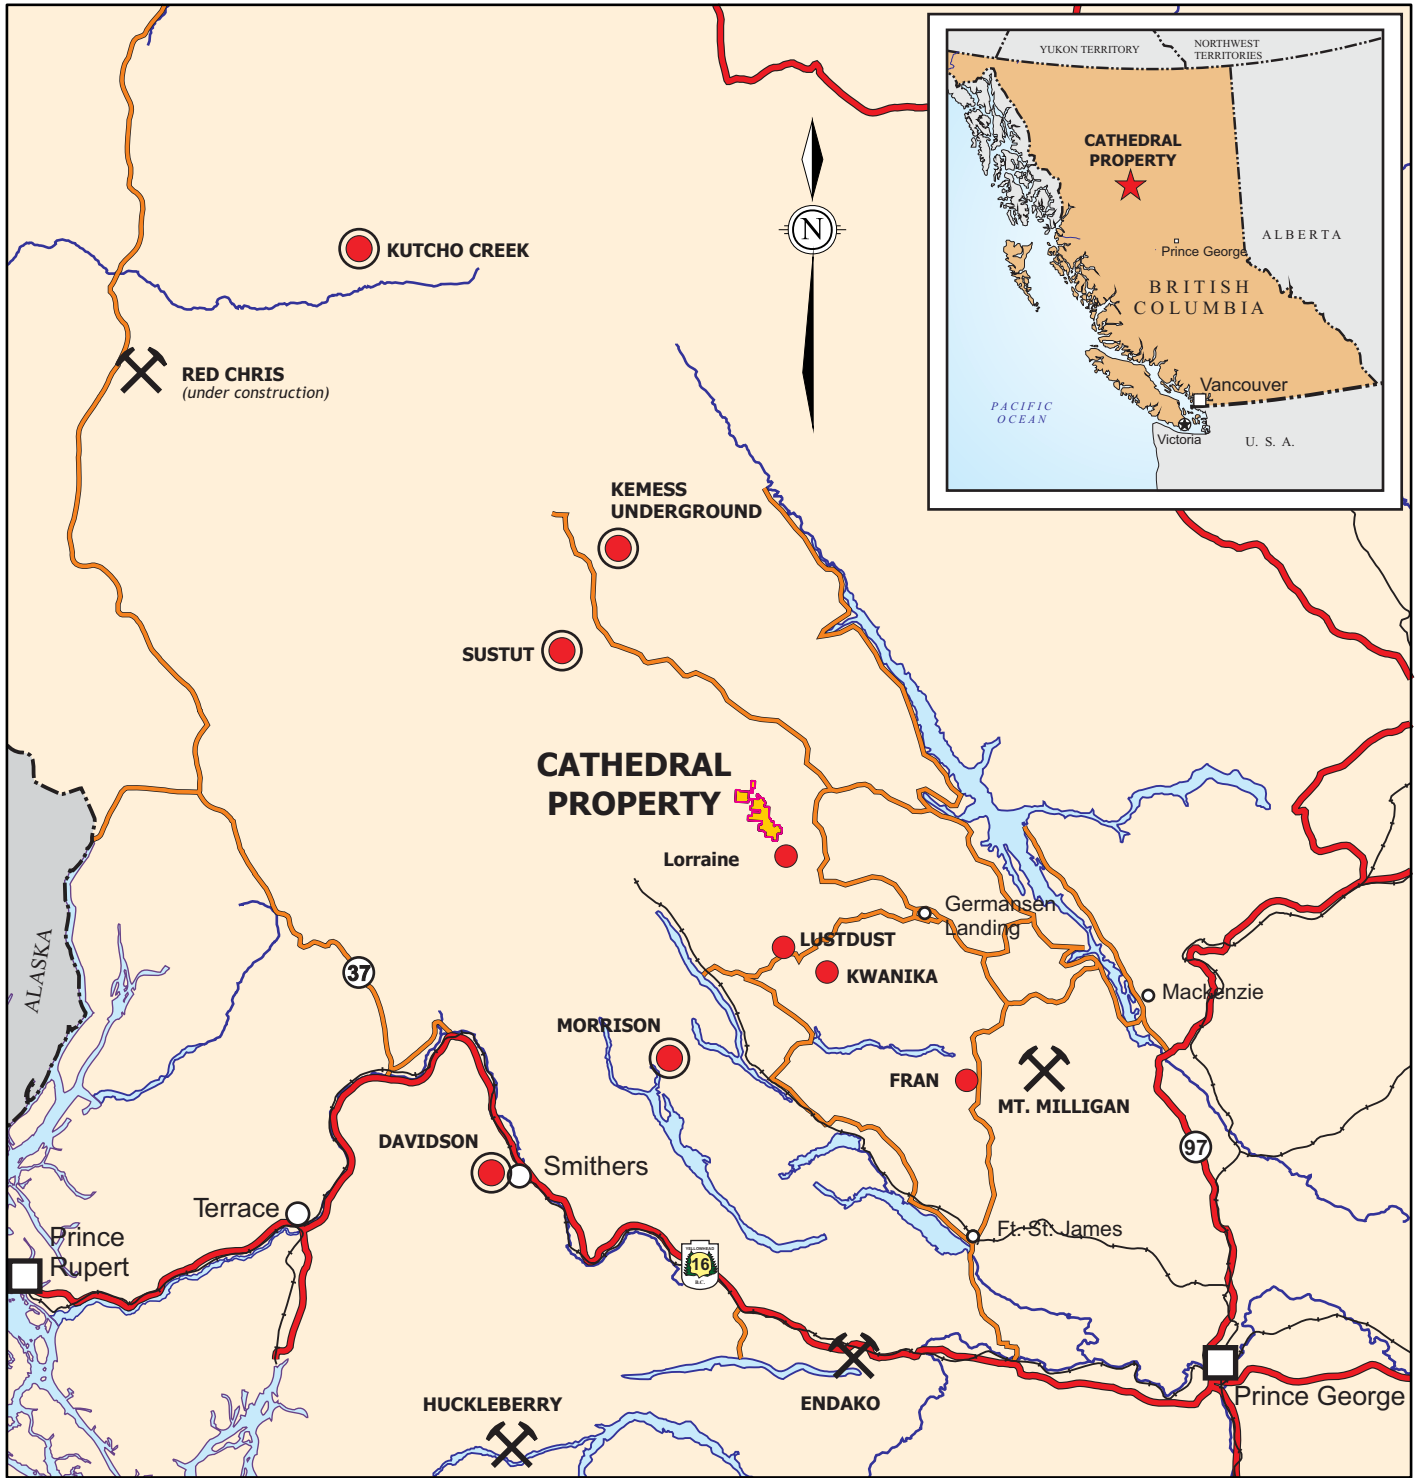 YUKON TERRITORY
NORTHWEST
TERRITORIES
CATHEDRAL
PROPERTY
ALBERTA
Prince George
BRITISH
COLUMBIA
Vancouver
PACIFIC
OCEAN
Victoria
U. S. A.
N
KUTCHO CREEK
RED CHRIS
(under construction)
KEMESS
UNDERGROUND
SUSTUT
CATHEDRAL
PROPERTY
Lorraine
Germansen
Landing
ALASKA
LUSTDUST
37
KWANIKA
Mackenzie
MORRISON
FRAN
MT. MILLIGAN
DAVIDSON
97
Smithers
Terrace
Ft. St. James
Prince
Rupert
YELLOWHEAD
16
B.C.
Prince George
HUCKLEBERRY
ENDAKO